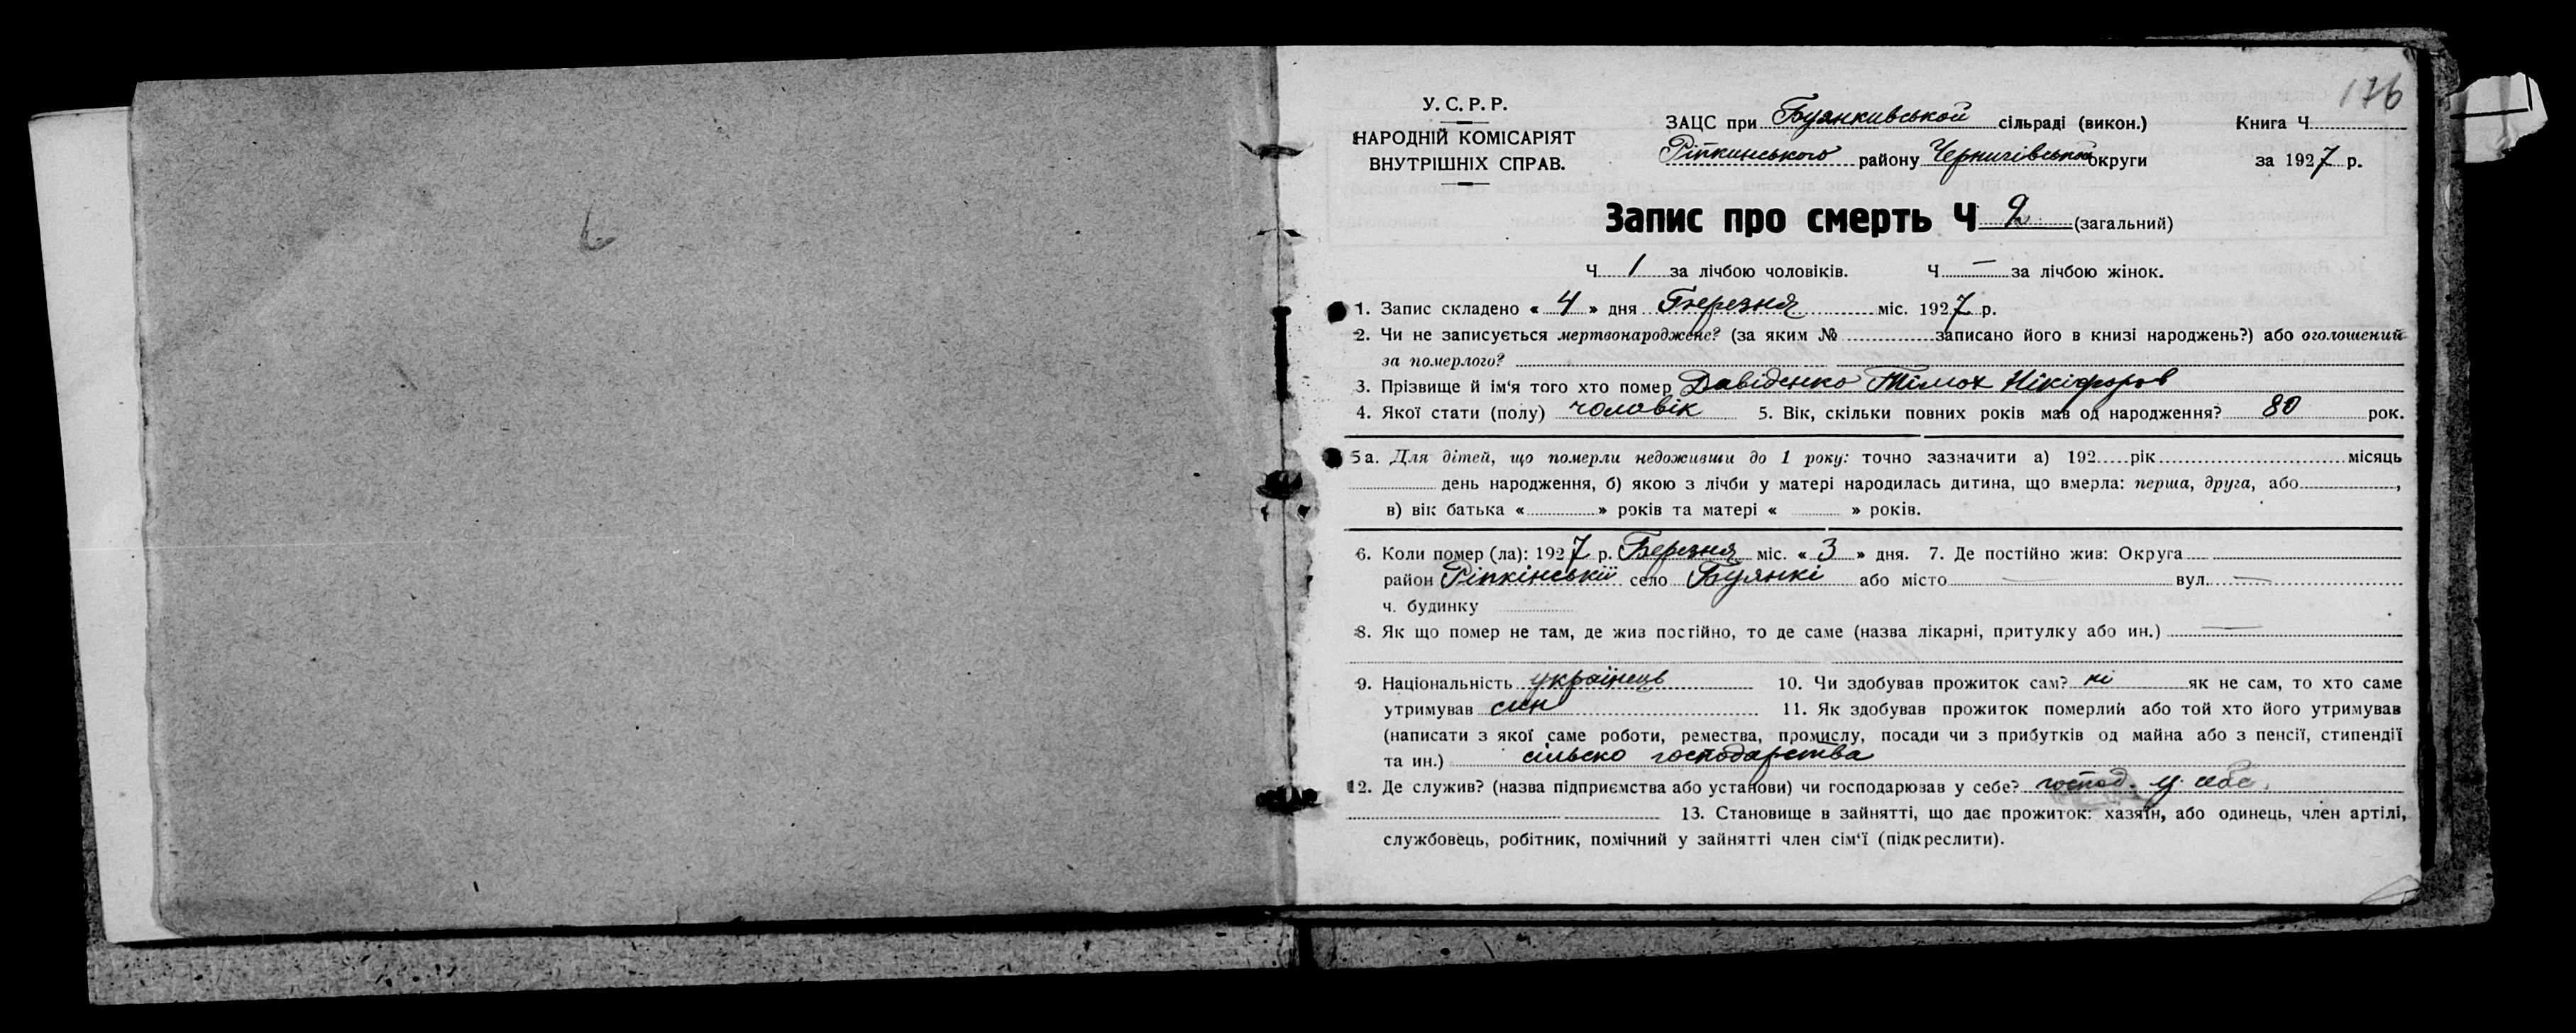 176
У. С. Р. Р.
НАРОДНІЙ КОМІСАРІЯТ
ВНУТРІШНІХ СПРАВ.
ЗАЦС при Буянкивськой сільраді (викон.) Книга Ч.
Ріпкинського району Чернигівської округи за 1927 р.
Запис про смерть Ч 2 (загальний)
Ч 1 за лічбою чоловіків. Ч — за лічбою жінок.
1. Запис складено « 4 » дня Березня міс. 1927 р.
2. Чи не записується мертвонароджене? (за яким № записано його в книзі народжень?) або оголошений
за померлого?
3. Прізвище й ім'я того хто помер Давіденко Тімох Нікіфоров
4. Якої стати (полу) чоловік 5. Вік, скільки повних років мав од народження? 80 рок.
5а. Для дітей, що померли недоживши до 1 року: точно зазначити а) 192 рік місяць
день народження, б) якою з лічби у матері народилась дитина, що вмерла: перша, друга, або ,
в) вік батька « » років та матері « » років.
6. Коли помер (ла): 1927 р. Березня міс. « 3 » дня. 7. Де постійно жив: Округа
район Ріпкінській село Буянкі або місто — вул. —
ч. будинку
8. Як що помер не там, де жив постійно, то де саме (назва лікарні, притулку або ин.) —
9. Національність українець 10. Чи здобував прожиток сам? ні як не сам, то хто саме
утримував син 11. Як здобував прожиток померлий або той хто його утримував
(написати з якої саме роботи, ремества, промислу, посади чи з прибутків од майна або з пенсії, стипендії
та ин.) сільско господарства
12. Де служив? (назва підприємства або установи) чи господарював у себе? господ. у себе.
13. Становище в зайнятті, що дає прожиток: хазяїн, або одинець, член артілі,
службовець, робітник, помічний у зайнятті член сім'ї (підкреслити).